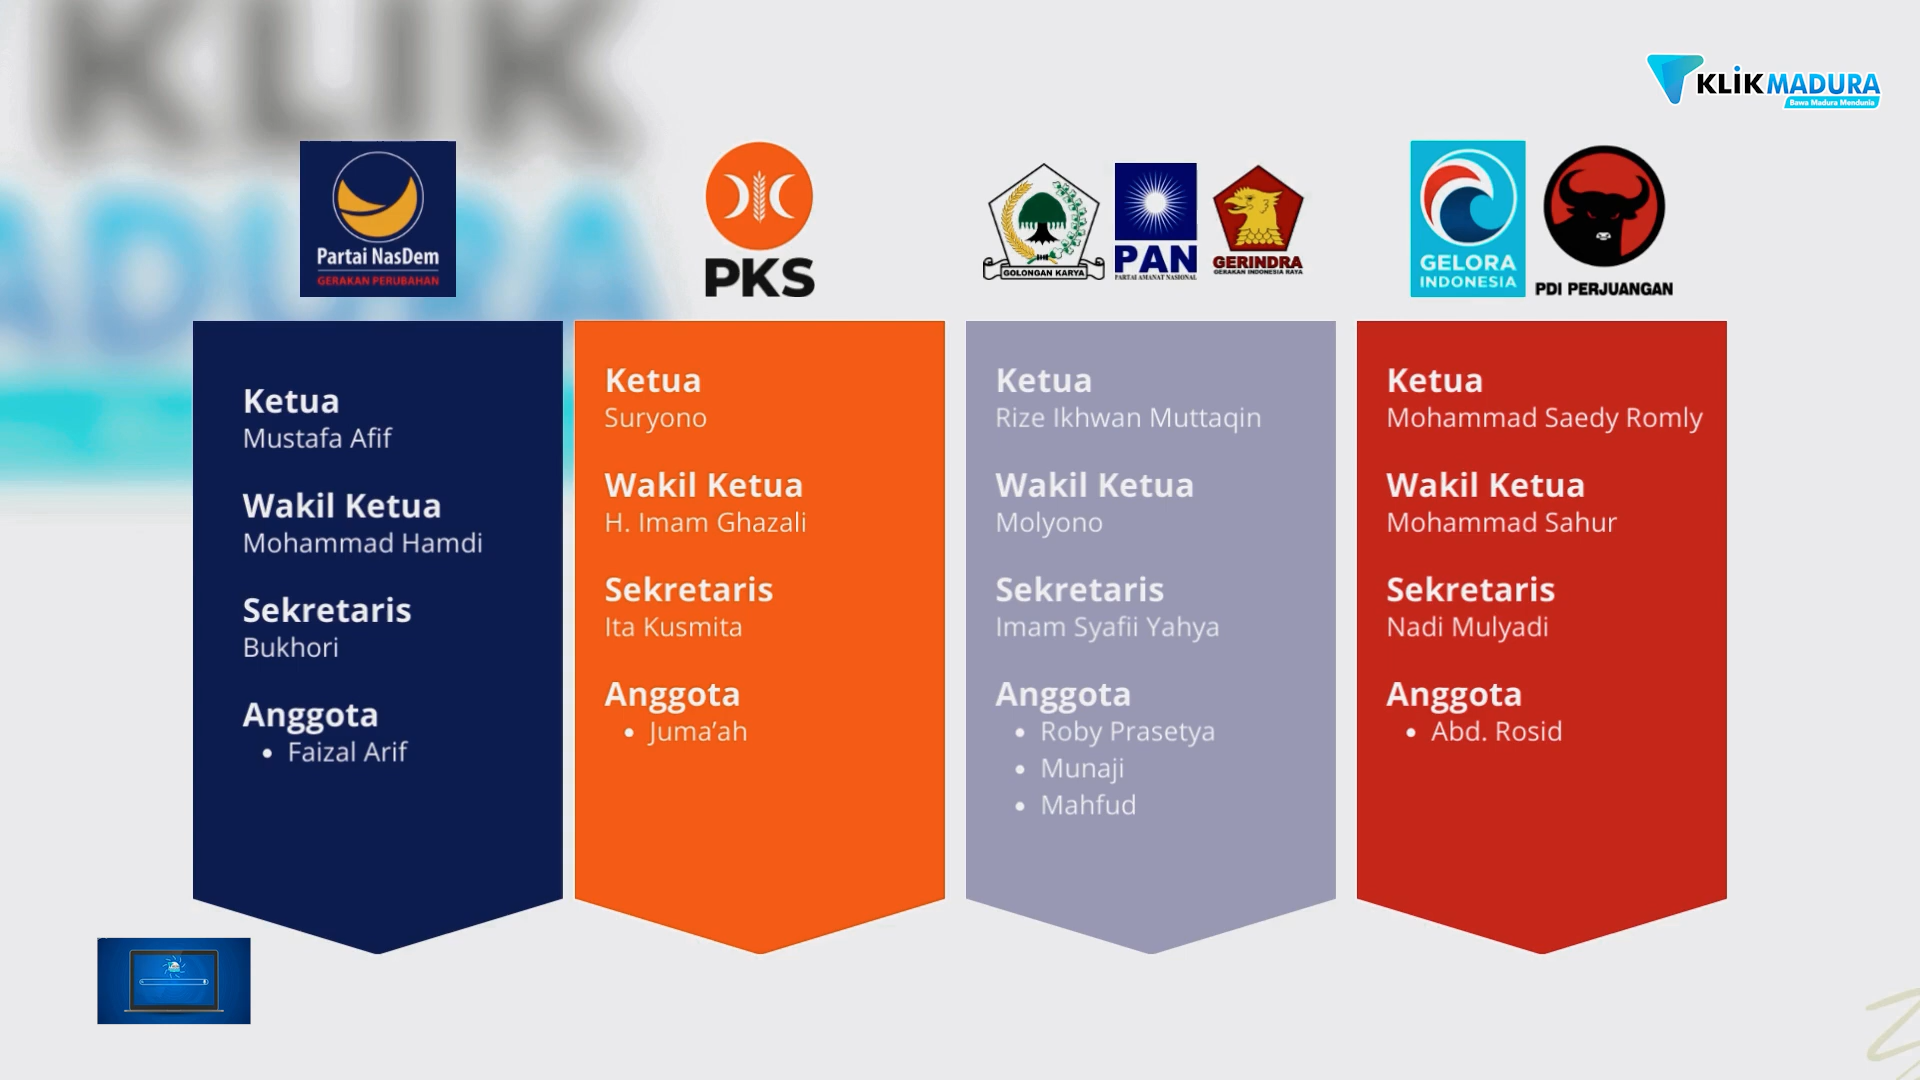 KLIK
ADURA
KLiKMADURA
Bawa Madura Mendunia
Partai NasDem
GERAKAN PERUBAHAN
PKS
GOLONGAN KARYA
PAN
PARTAI AMANAT NASIONAL
GERINDRA
GERAKAN INDONESIA RAYA
GELORA
INDONESIA
PDI PERJUANGAN
Ketua
Mustafa Afif
Wakil Ketua
Mohammad Hamdi
Sekretaris
Bukhori
Anggota
• Faizal Arif
Ketua
Suryono
Wakil Ketua
H. Imam Ghazali
Sekretaris
Ita Kusmita
Anggota
• Juma’ah
Ketua
Rize Ikhwan Muttaqin
Wakil Ketua
Molyono
Sekretaris
Imam Syafii Yahya
Anggota
• Roby Prasetya
• Munaji
• Mahfud
Ketua
Mohammad Saedy Romly
Wakil Ketua
Mohammad Sahur
Sekretaris
Nadi Mulyadi
Anggota
• Abd. Rosid